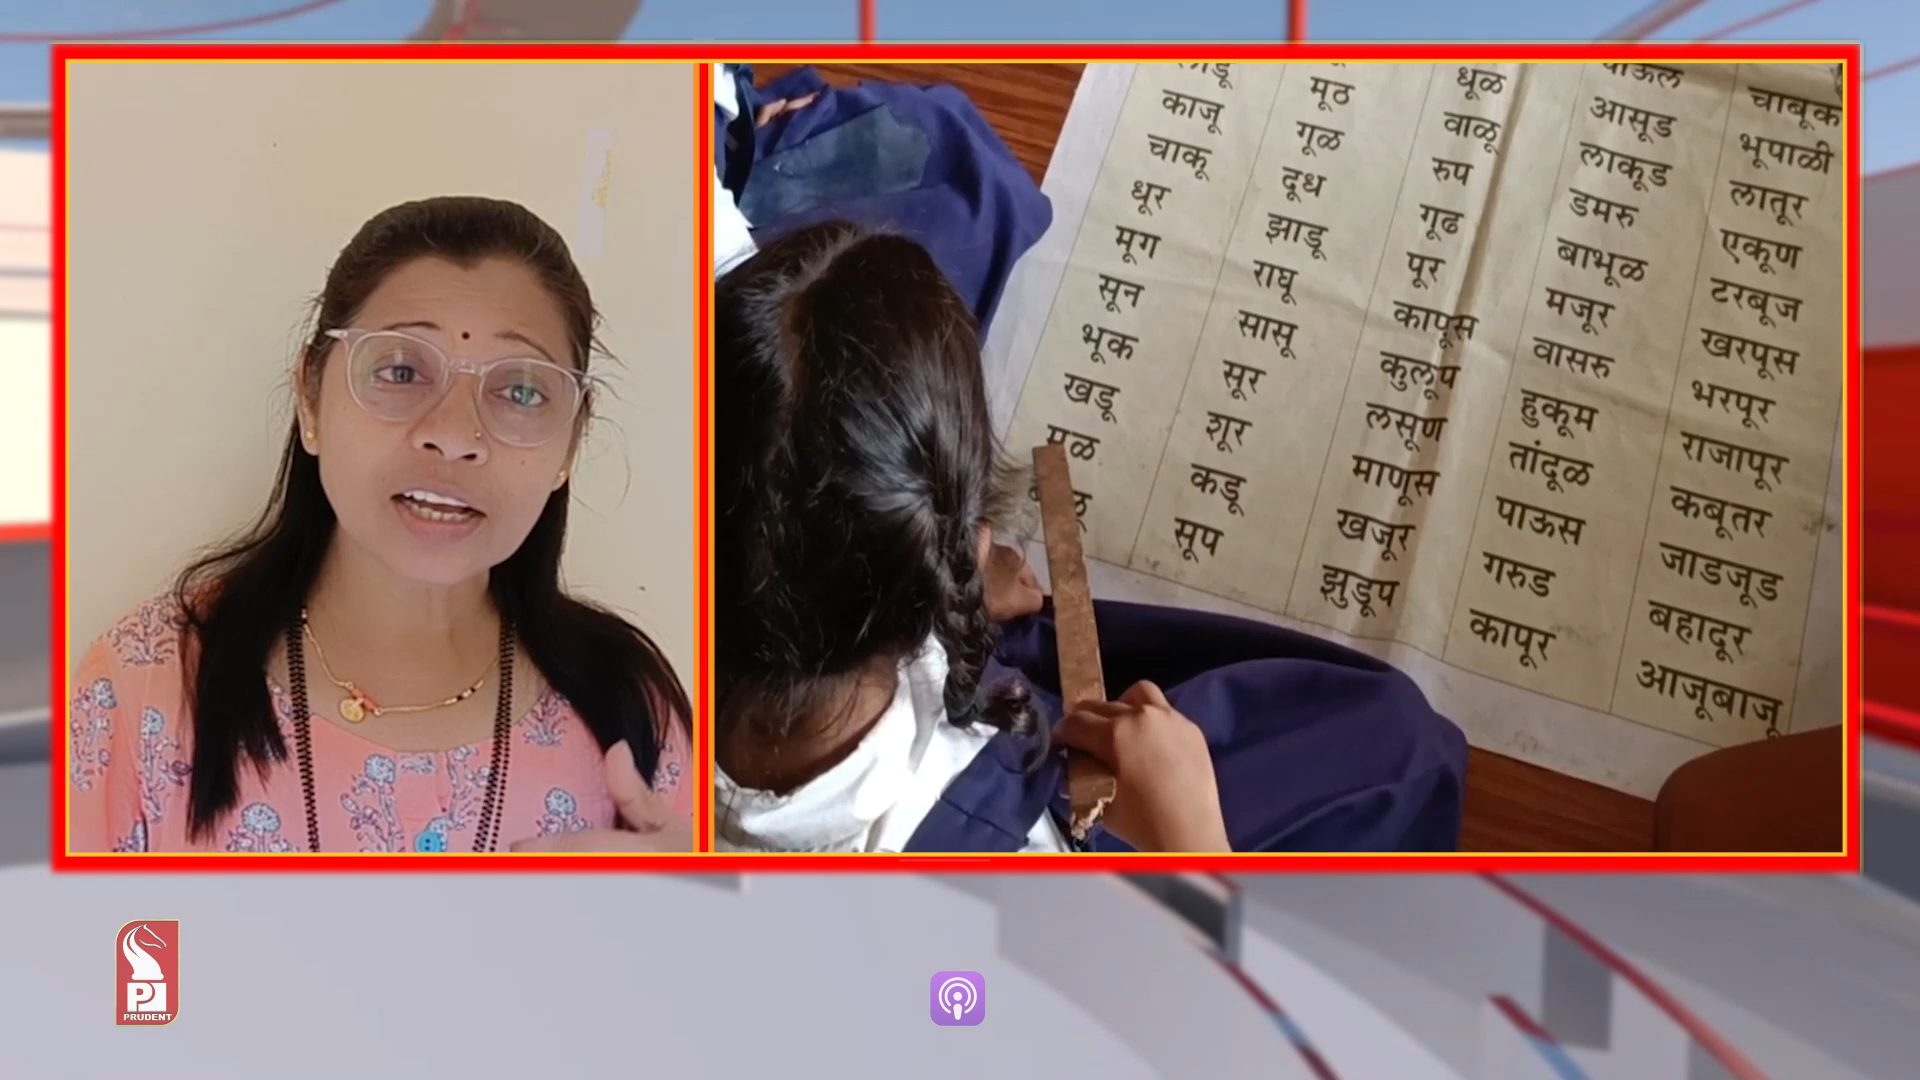 लाडू
काजू
चाकू
धूर
मूग
सून
भूक
खडू
मूळ
मूठ
गूळ
दूध
झाडू
राघू
सासू
सूर
शूर
कडू
सूप
धूळ
वाळू
रुप
गूढ
पूर
कापूस
कुलूप
लसूण
माणूस
खजूर
झुडूप
पाऊल
आसूड
लाकूड
डमरु
बाभूळ
मजूर
वासरु
हुकूम
तांदूळ
पाऊस
गरुड
कापूर
चाबूक
भूपाळी
लातूर
एकूण
टरबूज
खरपूस
भरपूर
राजापूर
कबूतर
जाडजूड
बहादूर
आजूबाजू
P
PRUDENT